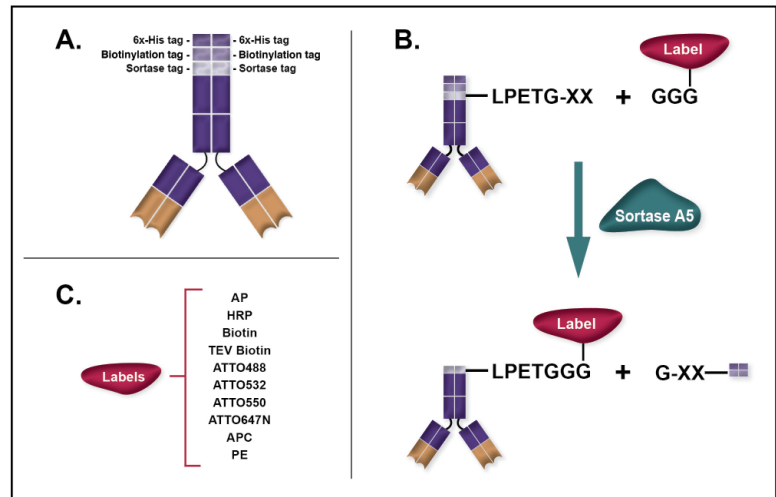 A.
6x-His tag - - 6x-His tag
Biotinylation tag - - Biotinylation tag
Sortase tag - - Sortase tag
B.
Label
LPETG-XX + GGG
Sortase A5
Label
LPETGGG + G-XX
C.
Labels
AP
HRP
Biotin
TEV Biotin
ATTO488
ATTO532
ATTO550
ATTO647N
APC
PE